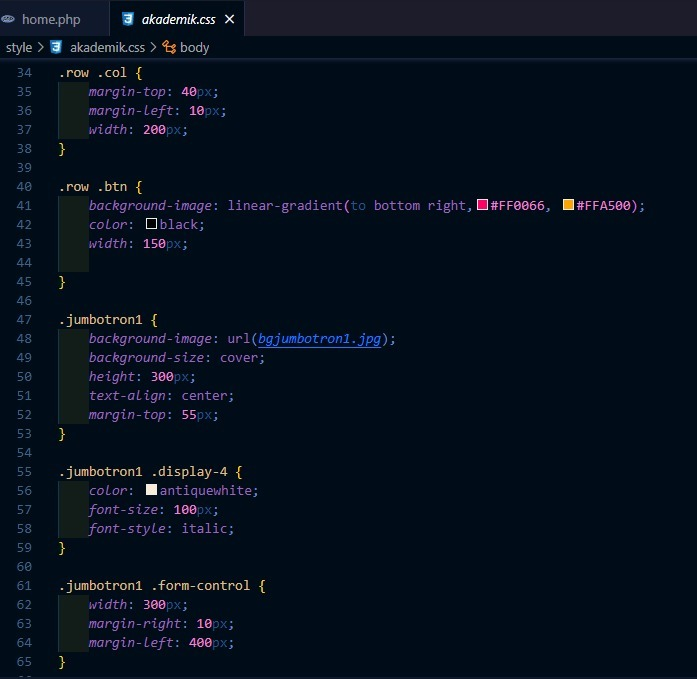 home.php akademik.css
style > akademik.css > body
34 .row .col {
35     margin-top: 40px;
36     margin-left: 10px;
37     width: 200px;
38 }
39
40 .row .btn {
41     background-image: linear-gradient(to bottom right, #FF0066, #FFA500);
42     color: black;
43     width: 150px;
44
45 }
46
47 .jumbotron1 {
48     background-image: url(bgjumbotron1.jpg);
49     background-size: cover;
50     height: 300px;
51     text-align: center;
52     margin-top: 55px;
53 }
54
55 .jumbotron1 .display-4 {
56     color: antiquewhite;
57     font-size: 100px;
58     font-style: italic;
59 }
60
61 .jumbotron1 .form-control {
62     width: 300px;
63     margin-right: 10px;
64     margin-left: 400px;
65 }